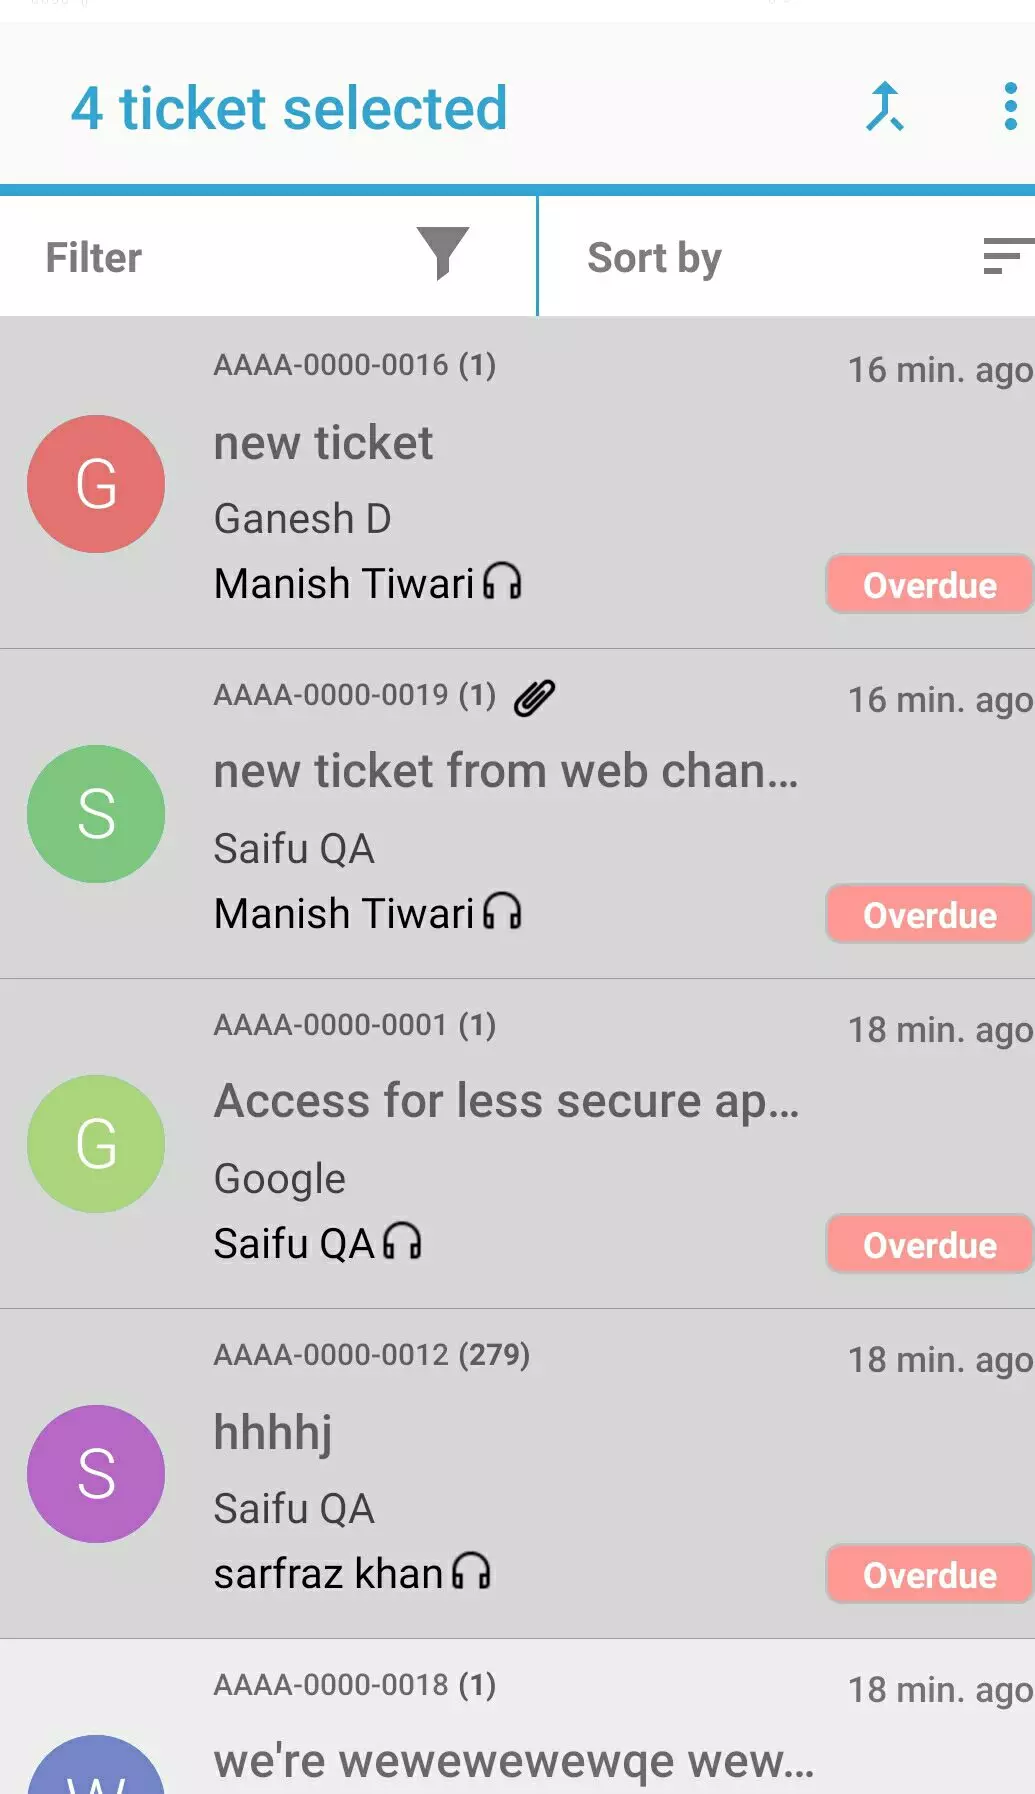 4 ticket selected
Filter
Sort by
AAAA-0000-0016 (1)
16 min. ago
G
new ticket
Ganesh D
Manish Tiwari
Overdue
AAAA-0000-0019 (1)
16 min. ago
S
new ticket from web chan...
Saifu QA
Manish Tiwari
Overdue
AAAA-0000-0001 (1)
18 min. ago
G
Access for less secure ap...
Google
Saifu QA
Overdue
AAAA-0000-0012 (279)
18 min. ago
S
hhhhj
Saifu QA
sarfraz khan
Overdue
AAAA-0000-0018 (1)
18 min. ago
W
we're wewewewewqe wew...